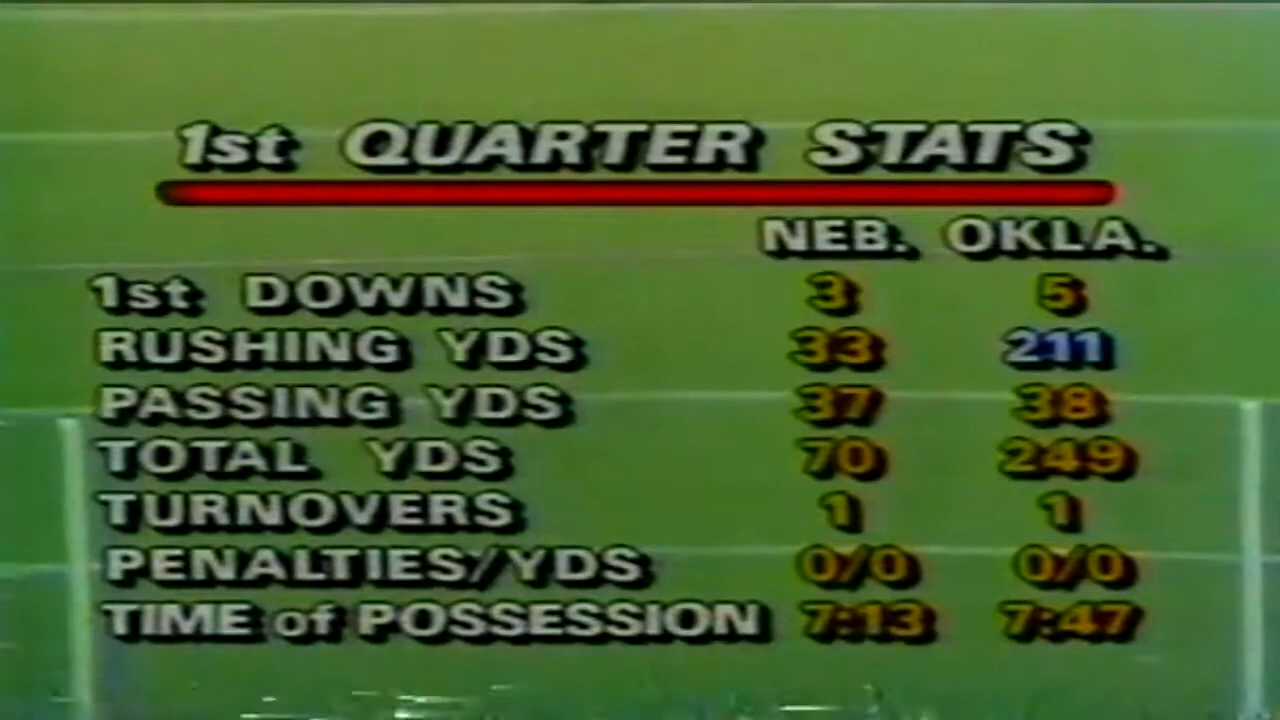 1st QUARTER STATS
NEB. OKLA.
1st DOWNS 3 5
RUSHING YDS 33 211
PASSING YDS 37 38
TOTAL YDS 70 249
TURNOVERS 1 1
PENALTIES/YDS 0/0 0/0
TIME of POSSESSION 7:13 7:47